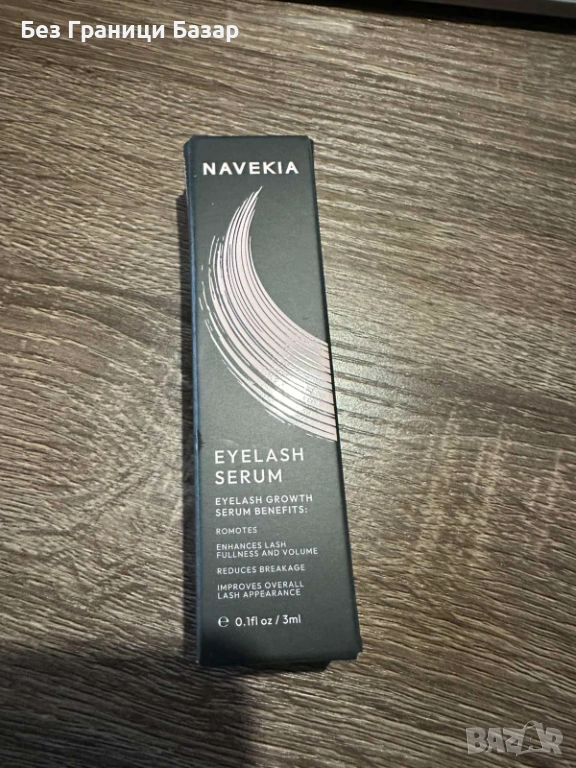 Без Граници Базар
NAVEKIA
EYELASH
SERUM
EYELASH GROWTH
SERUM BENEFITS:
ROMOTES
ENHANCES LASH
FULLNESS AND VOLUME
REDUCES BREAKAGE
IMPROVES OVERALL
LASH APPEARANCE
℮ 0.1fl oz / 3ml
BAZAR